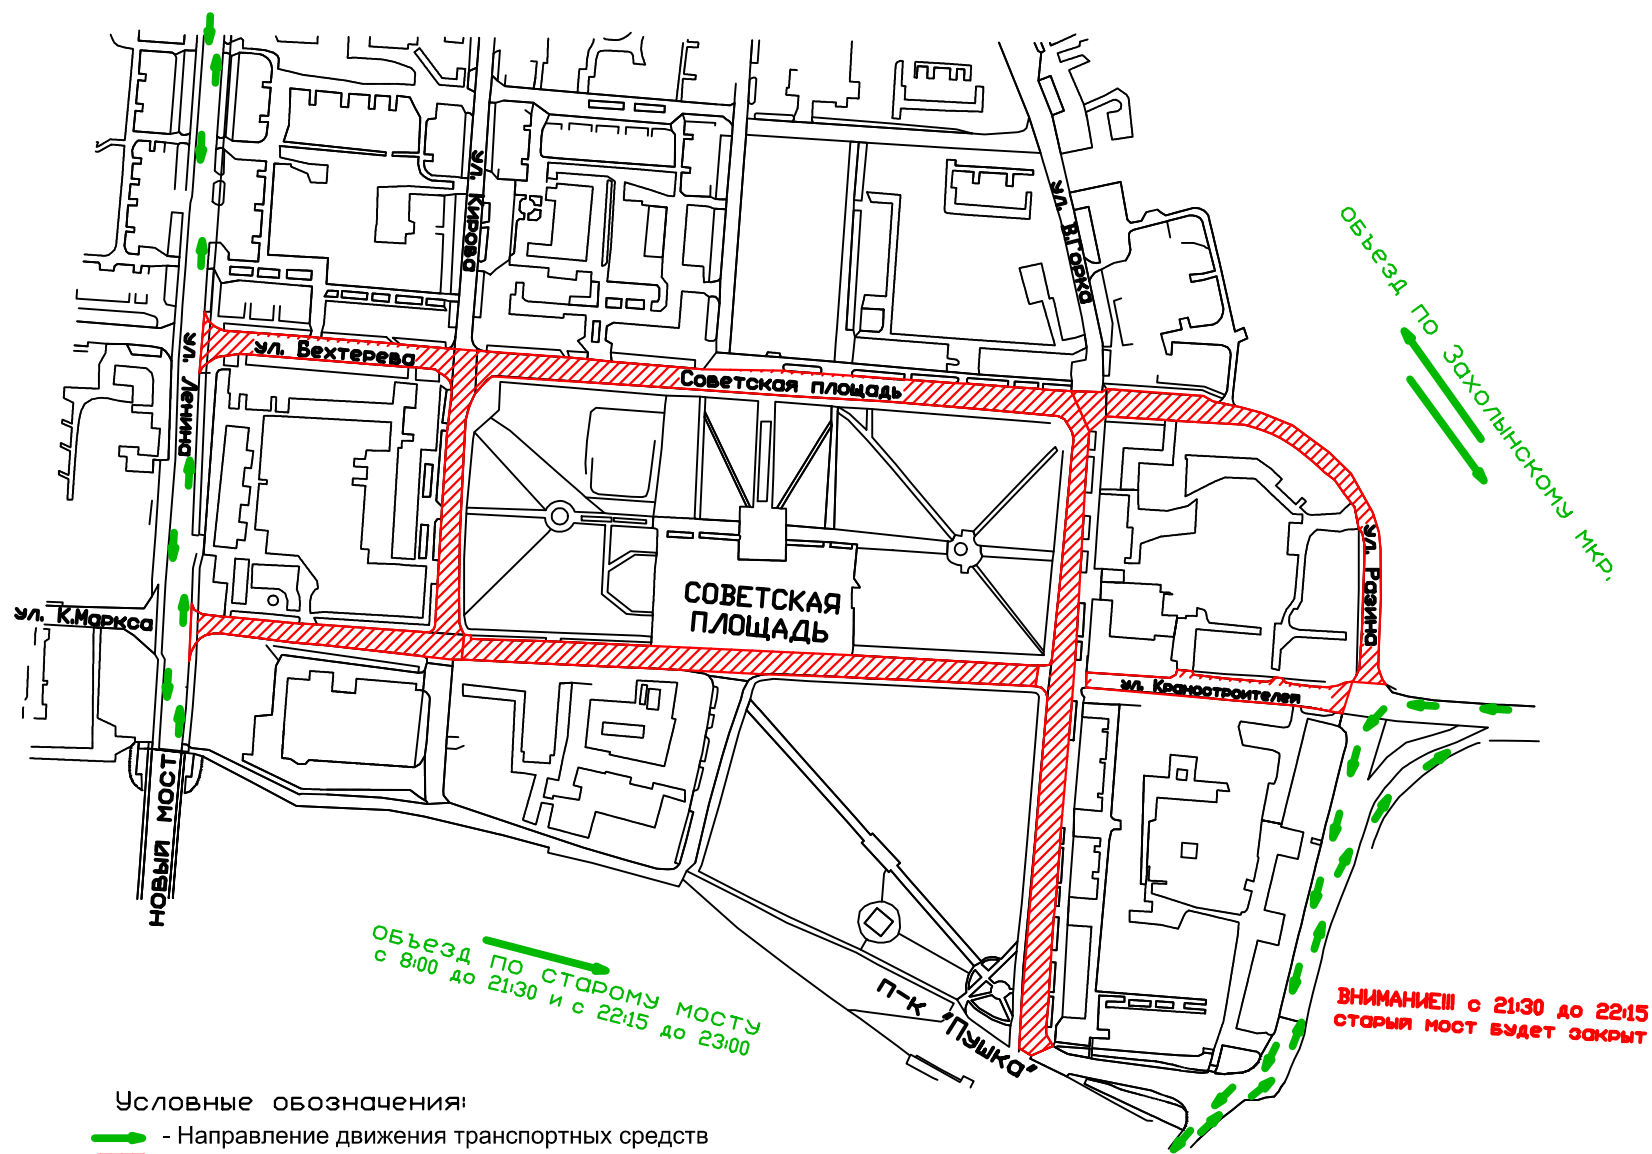 ул. Кирова
ул. В.Горка
объезд по Захолынскому мкр.
ул. Ленина
ул. Бехтерева
Советская площадь
ул. Разина
СОВЕТСКАЯ
ПЛОЩАДЬ
ул. К.Маркса
ул. Краностроителей
НОВЫЙ МОСТ
объезд по старому мосту
с 8:00 до 21:30 и с 22:15 до 23:00
п-к "Пушка"
ВНИМАНИЕ!!! с 21:30 до 22:15
старый мост будет закрыт
Условные обозначения:
- Направление движения транспортных средств